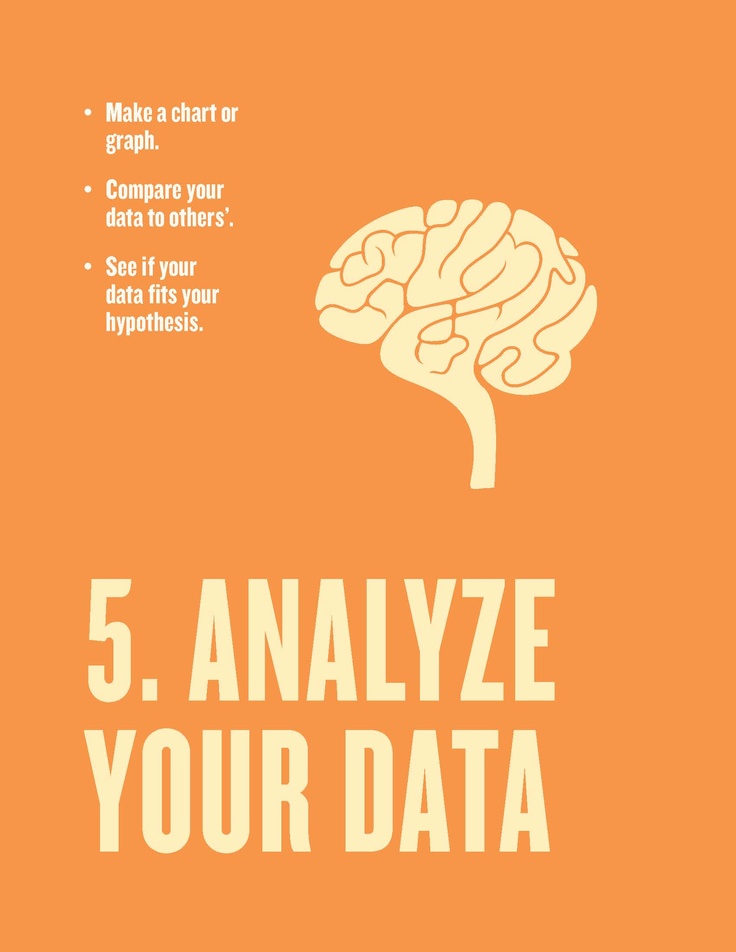 • Make a chart or
graph.
• Compare your
data to others’.
• See if your
data fits your
hypothesis.
5. ANALYZE
YOUR DATA